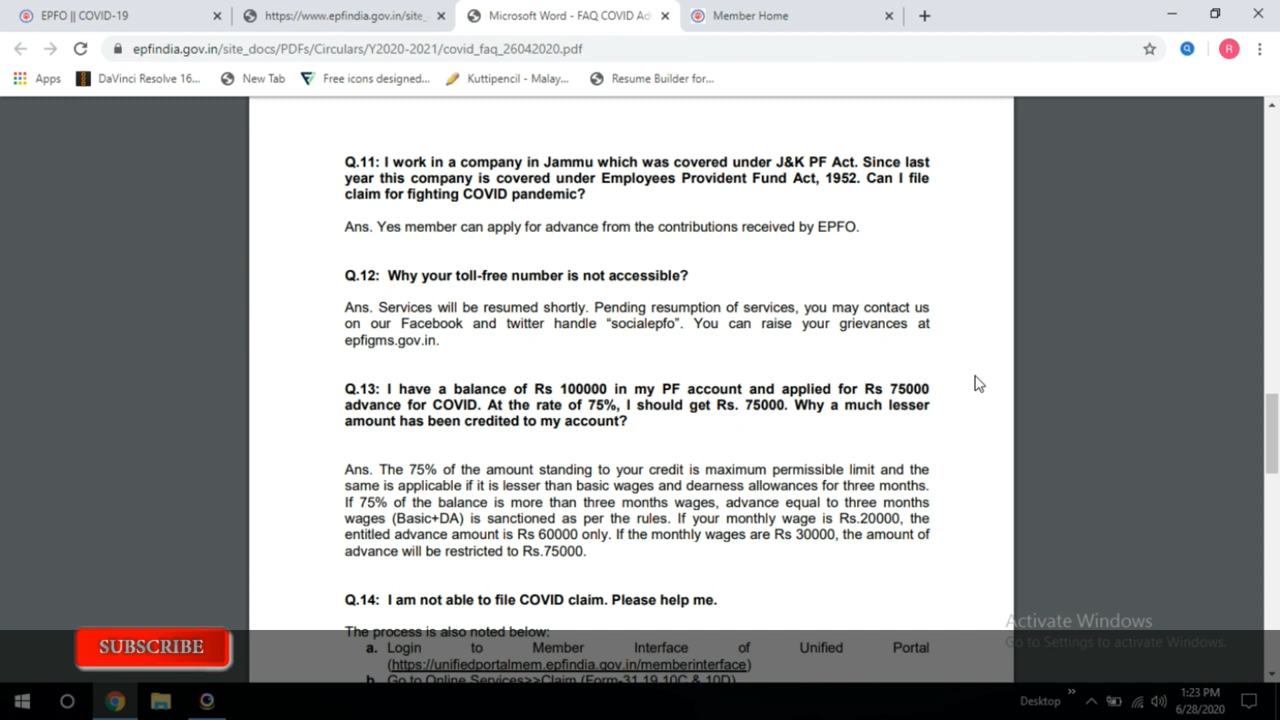 EPFO || COVID-19
https://www.epfindia.gov.in/site_
Microsoft Word - FAQ COVID Ad
Member Home
epfindia.gov.in/site_docs/PDFs/Circulars/Y2020-2021/covid_faq_26042020.pdf
R
Apps
DaVinci Resolve 16...
New Tab
Free icons designed...
Kuttipencil - Malay...
Resume Builder for...
Q.11: I work in a company in Jammu which was covered under J&K PF Act. Since last
year this company is covered under Employees Provident Fund Act, 1952. Can I file
claim for fighting COVID pandemic?
Ans. Yes member can apply for advance from the contributions received by EPFO.
Q.12: Why your toll-free number is not accessible?
Ans. Services will be resumed shortly. Pending resumption of services, you may contact us
on our Facebook and twitter handle “socialepfo”. You can raise your grievances at
epfigms.gov.in.
Q.13: I have a balance of Rs 100000 in my PF account and applied for Rs 75000
advance for COVID. At the rate of 75%, I should get Rs. 75000. Why a much lesser
amount has been credited to my account?
Ans. The 75% of the amount standing to your credit is maximum permissible limit and the
same is applicable if it is lesser than basic wages and dearness allowances for three months.
If 75% of the balance is more than three months wages, advance equal to three months
wages (Basic+DA) is sanctioned as per the rules. If your monthly wage is Rs.20000, the
entitled advance amount is Rs 60000 only. If the monthly wages are Rs 30000, the amount of
advance will be restricted to Rs.75000.
Q.14: I am not able to file COVID claim. Please help me.
The process is also noted below:
a. Login to Member Interface of Unified Portal
(https://unifiedportalmem.epfindia.gov.in/memberinterface)
b. Go to Online Services>>Claim (Form-31,19,10C & 10D)
Activate Windows
Go to Settings to activate Windows.
SUBSCRIBE
Desktop
1:23 PM
6/28/2020